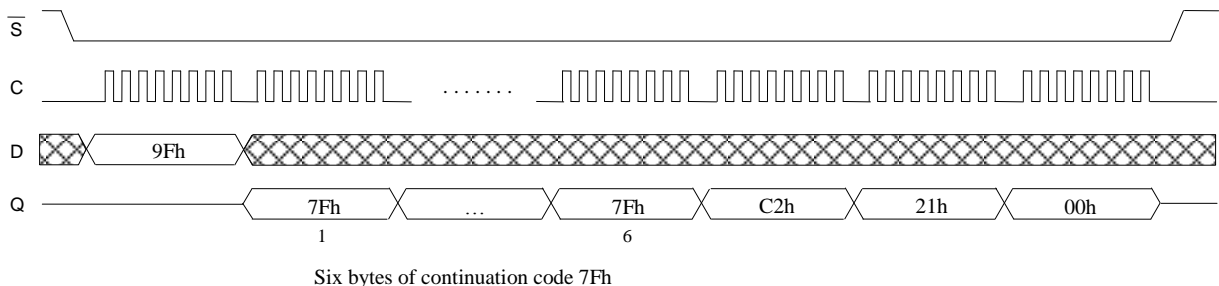 S
C
.......
D 9Fh
Q 7Fh ... 7Fh C2h 21h 00h
1 6
Six bytes of continuation code 7Fh